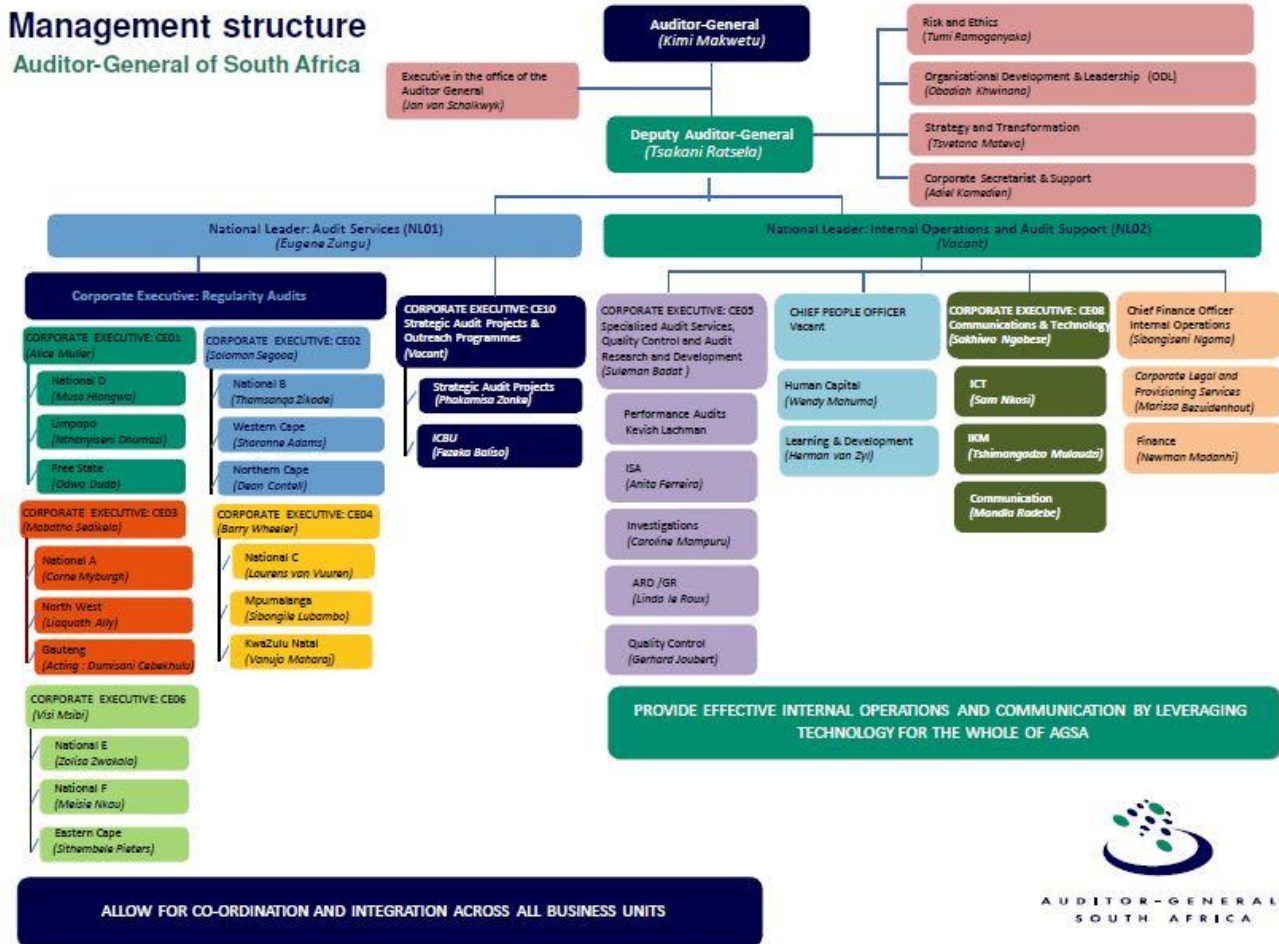 Management structure
Auditor-General of South Africa
Auditor-General
(Kimi Makwetu)
Executive in the office of the
Auditor General
(Jan van Schalkwyk)
Deputy Auditor-General
(Tsakani Ratsela)
Risk and Ethics
(Tumi Ramoganyaka)
Organisational Development & Leadership (ODL)
(Obadiah Khwinana)
Strategy and Transformation
(Tsvetana Mateva)
Corporate Secretariat & Support
(Adiel Kamedien)
National Leader: Audit Services (NL01)
(Eugene Zungu)
National Leader: Internal Operations and Audit Support (NL02)
(Vacant)
Corporate Executive: Regularity Audits
CORPORATE EXECUTIVE: CE01
(Alice Muller)
National D
(Musa Hlongwa)
Limpopo
(Nthanyiseni Dhumazi)
Free State
(Odwa Duda)
CORPORATE EXECUTIVE: CE02
(Solomon Segooa)
National B
(Thamsanqa Zikode)
Western Cape
(Sharonne Adams)
Northern Cape
(Dean Conteli)
CORPORATE EXECUTIVE: CE03
(Mabatho Sedikela)
National A
(Corne Myburgh)
North West
(Liaquath Ally)
Gauteng
(Acting : Dumisani Cebekhulu)
CORPORATE EXECUTIVE: CE04
(Barry Wheeler)
National C
(Lourens van Vuuren)
Mpumalanga
(Sibongile Lubambo)
KwaZulu Natal
(Vanuja Maharaj)
CORPORATE EXECUTIVE: CE06
(Visi Msibi)
National E
(Zolisa Zwakala)
National F
(Meisie Nkau)
Eastern Cape
(Sithembele Pieters)
CORPORATE EXECUTIVE: CE10
Strategic Audit Projects &
Outreach Programmes
(Vacant)
Strategic Audit Projects
(Phakamisa Zonke)
ICBU
(Fezeka Baliso)
CORPORATE EXECUTIVE: CE05
Specialised Audit Services,
Quality Control and Audit
Research and Development
(Suleman Badat )
Performance Audits
Kevish Lachman
ISA
(Anita Ferreira)
Investigations
(Caroline Mampuru)
ARD /GR
(Linda le Roux)
Quality Control
(Gerhard Joubert)
CHIEF PEOPLE OFFICER
Vacant
Human Capital
(Wendy Mahuma)
Learning & Development
(Herman van Zyl)
CORPORATE EXECUTIVE: CE08
Communications & Technology
(Sakhiwo Ngobese)
ICT
(Sam Nkosi)
IKM
(Tshimangadzo Mulaudzi)
Communication
(Mandla Radebe)
Chief Finance Officer
Internal Operations
(Sibongiseni Ngoma)
Corporate Legal and
Provisioning Services
(Marissa Bezuidenhout)
Finance
(Newman Madanhi)
PROVIDE EFFECTIVE INTERNAL OPERATIONS AND COMMUNICATION BY LEVERAGING
TECHNOLOGY FOR THE WHOLE OF AGSA
ALLOW FOR CO-ORDINATION AND INTEGRATION ACROSS ALL BUSINESS UNITS
AUDITOR-GENERAL
SOUTH AFRICA